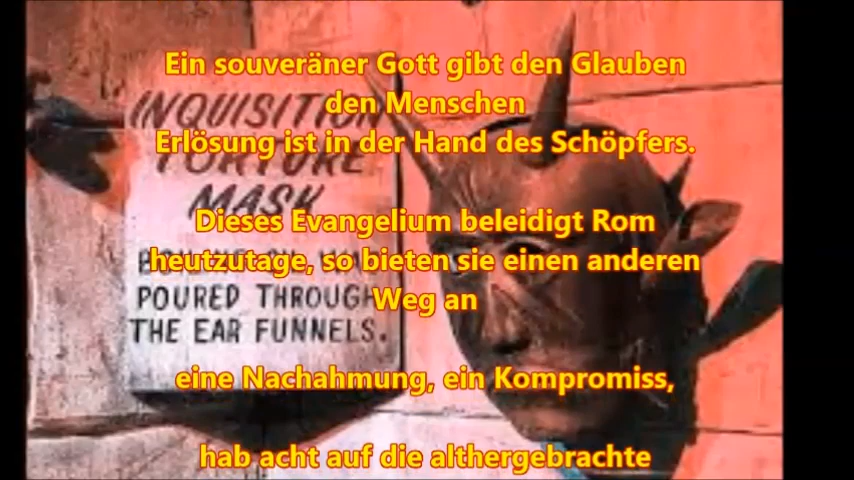 Ein souveräner Gott gibt den Glauben
den Menschen
INQUISITION
Erlösung ist in der Hand des Schöpfers.
TORTURE
MASK
Dieses Evangelium beleidigt Rom
heutzutage, so bieten sie einen anderen
Weg an
POURED THROUGH
THE EAR FUNNELS.
eine Nachahmung, ein Kompromiss,
hab acht auf die althergebrachte